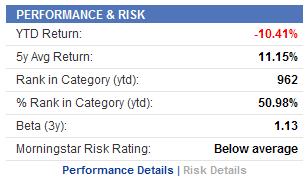 PERFORMANCE & RISK
YTD Return: -10.41%
5y Avg Return: 11.15%
Rank in Category (ytd): 962
% Rank in Category (ytd): 50.98%
Beta (3y): 1.13
Morningstar Risk Rating: Below average
Performance Details | Risk Details